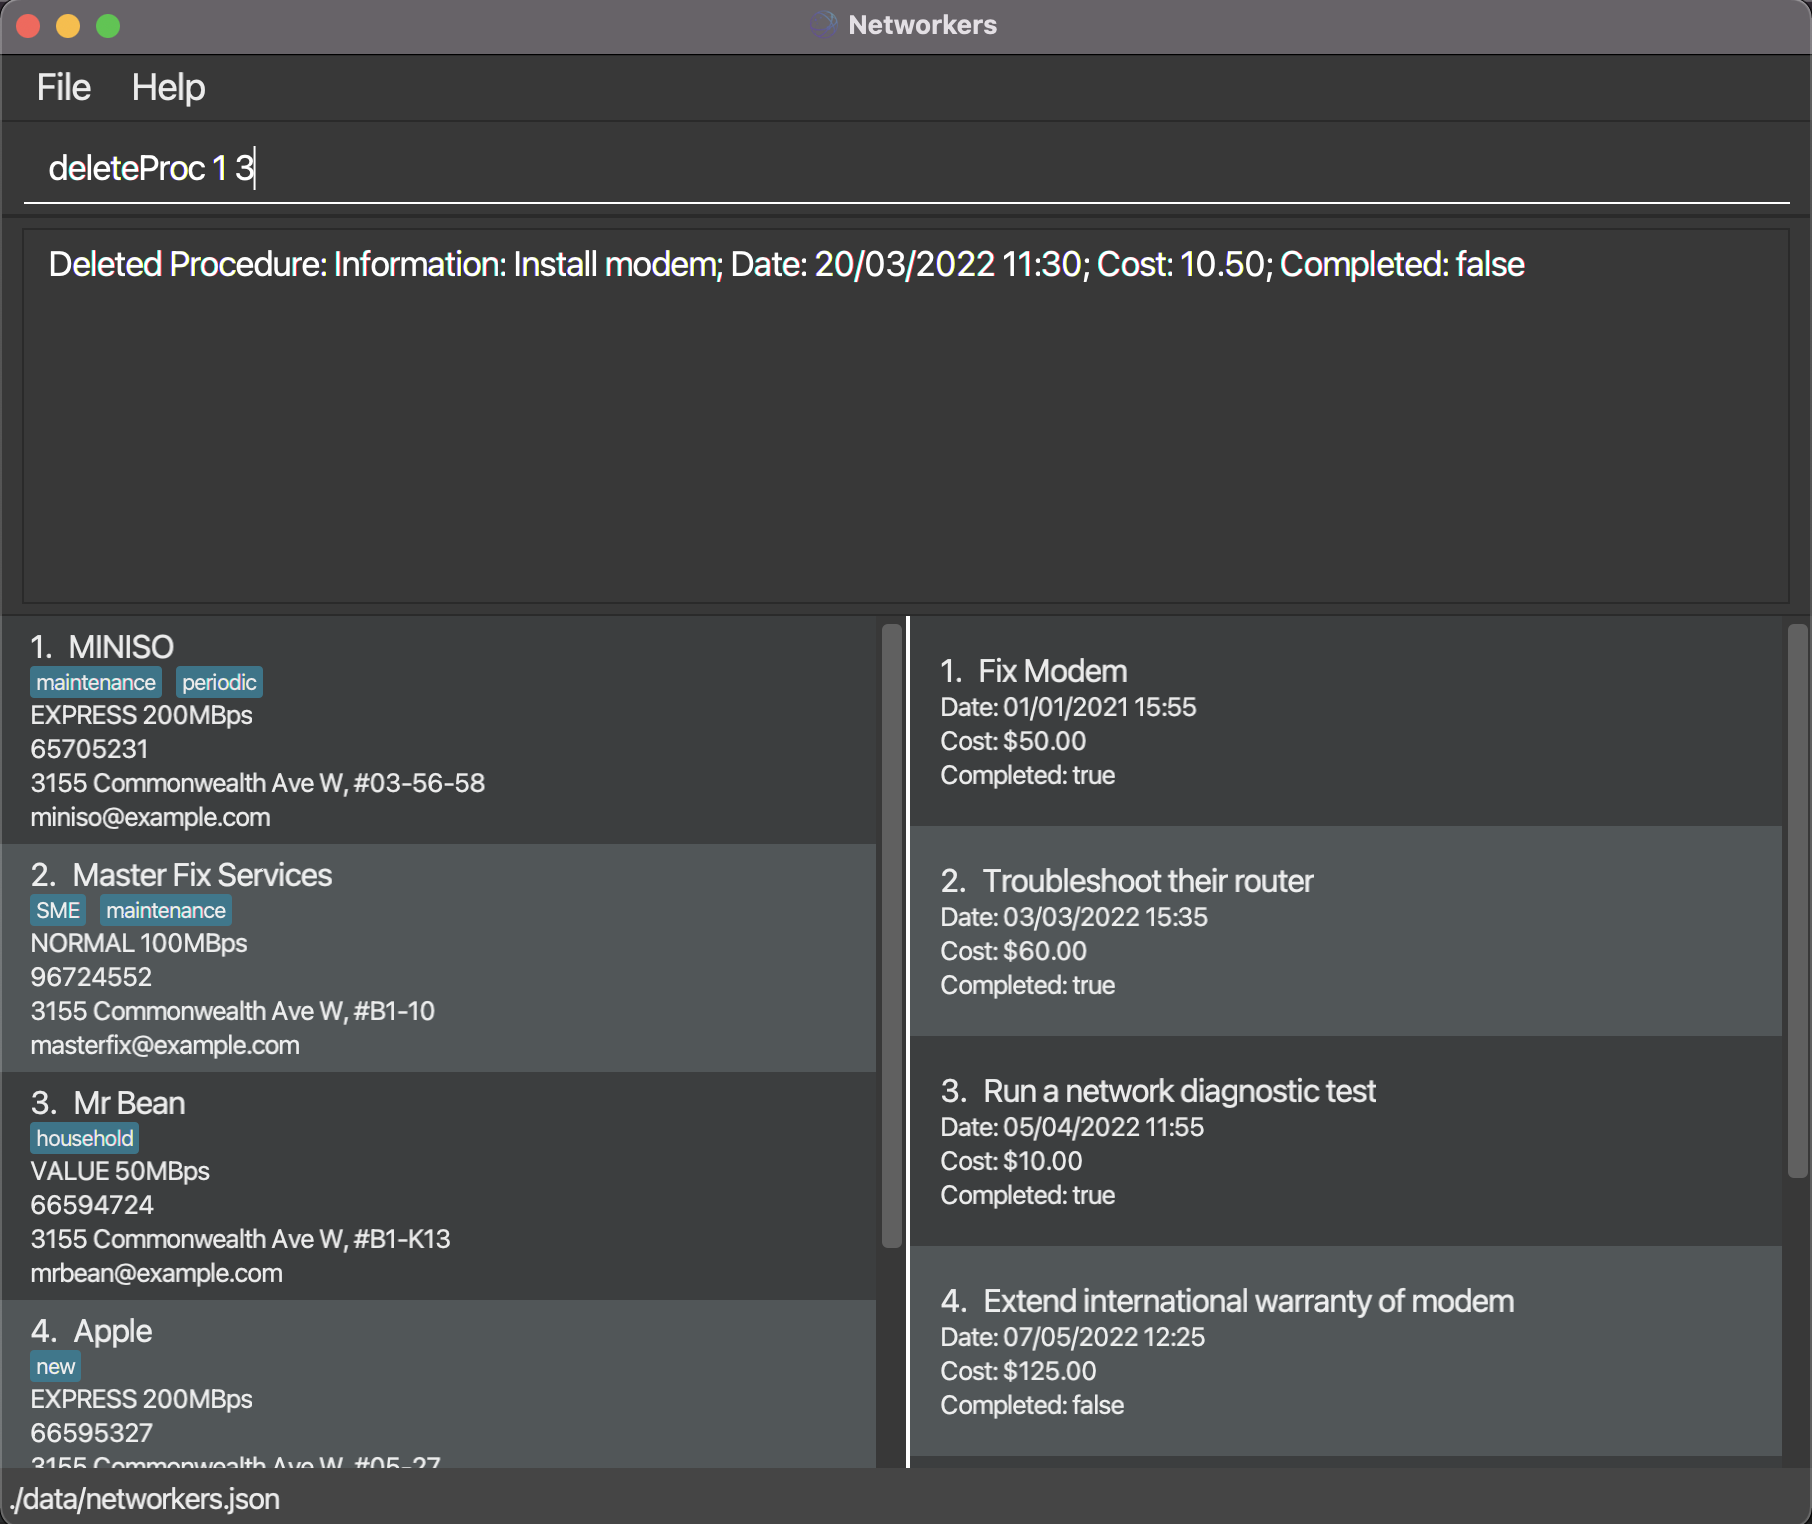 Networkers
File Help
deleteProc 1 3
Deleted Procedure: Information: Install modem; Date: 20/03/2022 11:30; Cost: 10.50; Completed: false
1. MINISO
maintenance periodic
EXPRESS 200MBps
65705231
3155 Commonwealth Ave W, #03-56-58
miniso@example.com
2. Master Fix Services
SME maintenance
NORMAL 100MBps
96724552
3155 Commonwealth Ave W, #B1-10
masterfix@example.com
3. Mr Bean
household
VALUE 50MBps
66594724
3155 Commonwealth Ave W, #B1-K13
mrbean@example.com
4. Apple
new
EXPRESS 200MBps
66595327
3155 Commonwealth Ave W, #05-27
1. Fix Modem
Date: 01/01/2021 15:55
Cost: $50.00
Completed: true
2. Troubleshoot their router
Date: 03/03/2022 15:35
Cost: $60.00
Completed: true
3. Run a network diagnostic test
Date: 05/04/2022 11:55
Cost: $10.00
Completed: true
4. Extend international warranty of modem
Date: 07/05/2022 12:25
Cost: $125.00
Completed: false
./data/networkers.json